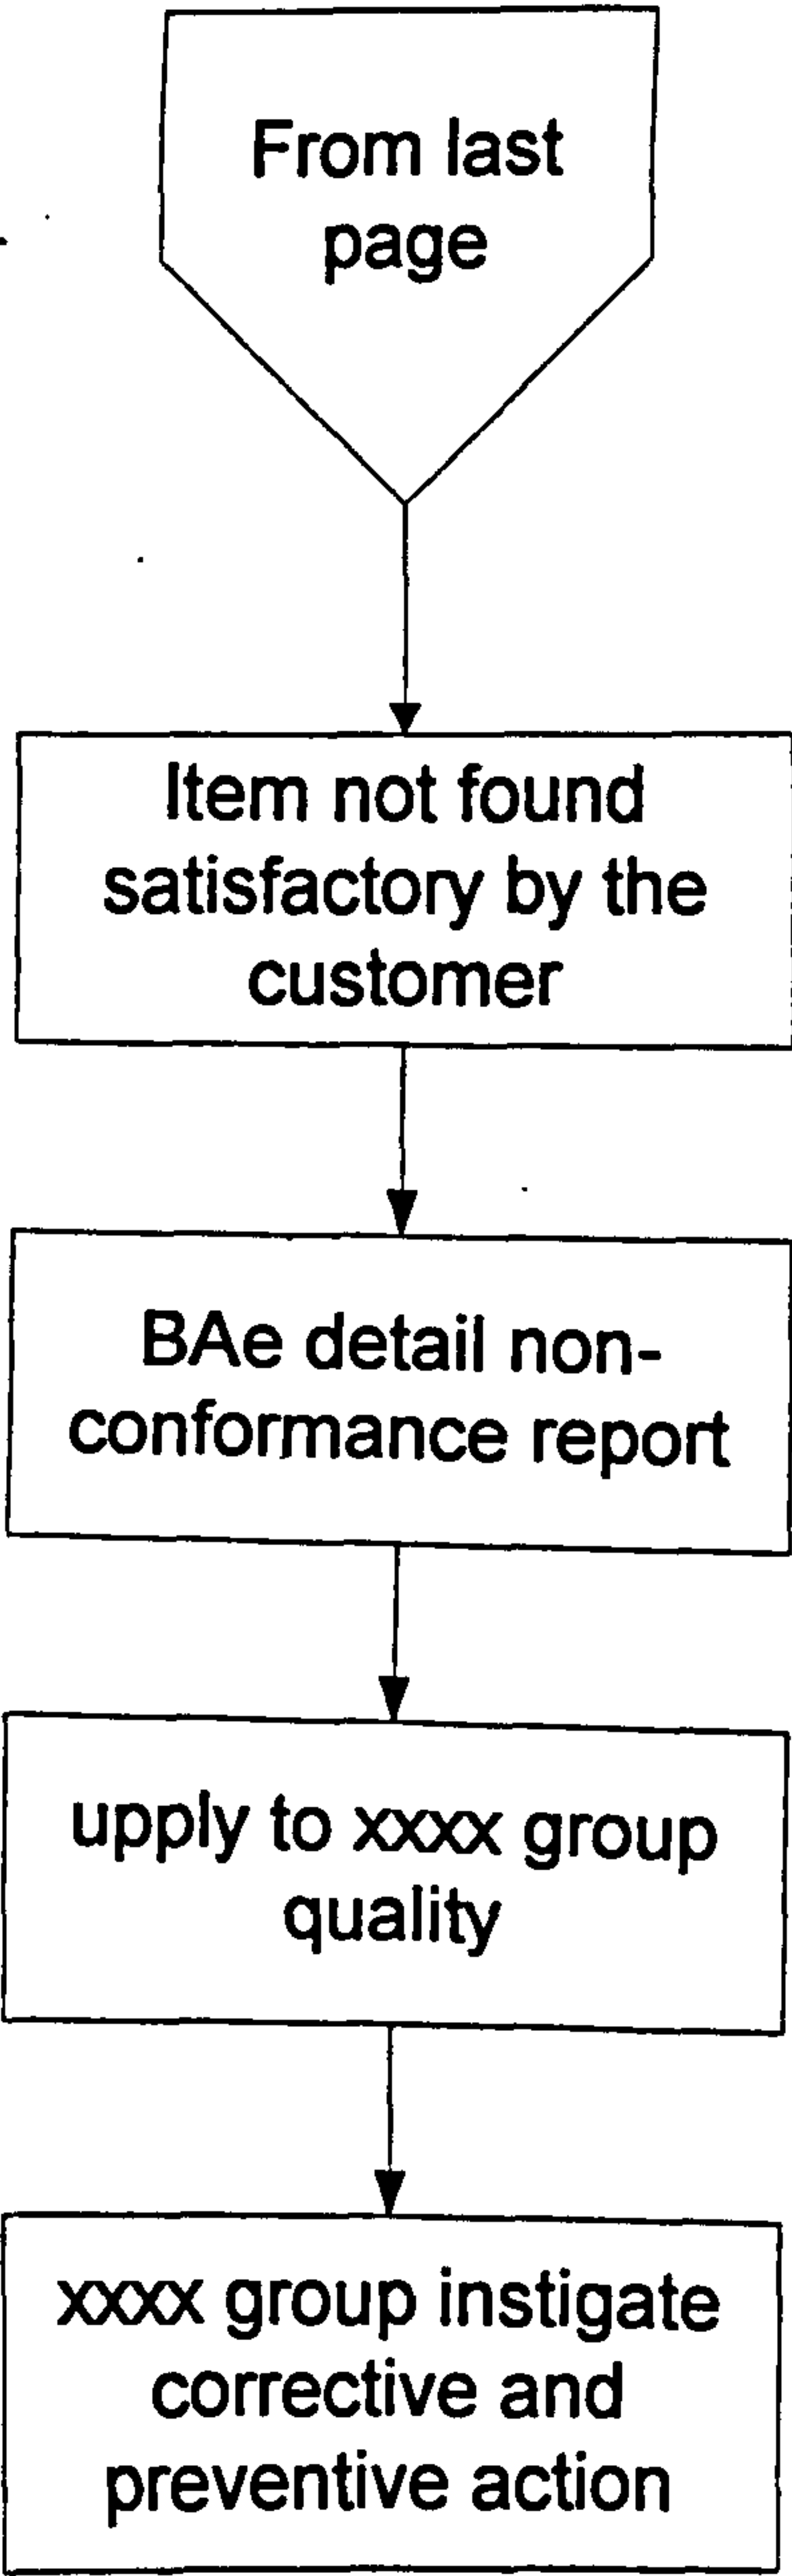 From last
page
Item not found
satisfactory by the
customer
BAe detail non-
conformance report
upply to xxxx group
quality
xxxx group instigate
corrective and
preventive action